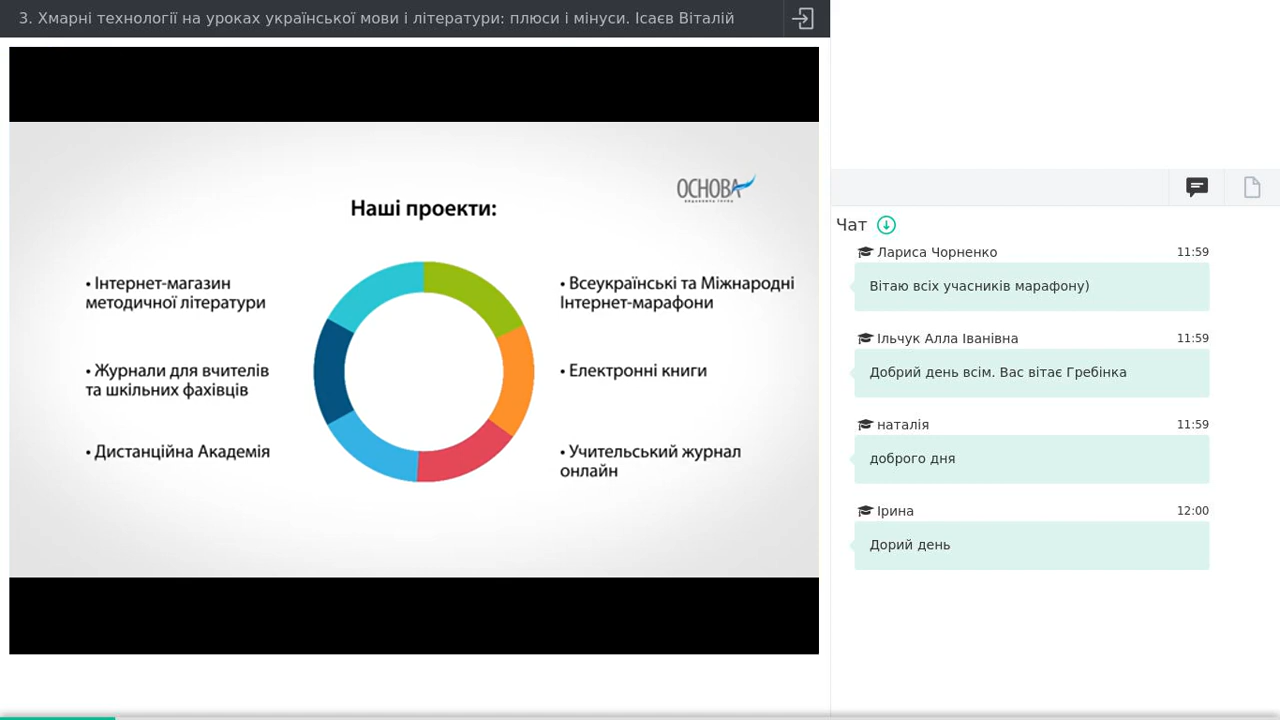 3. Хмарні технології на уроках української мови і літератури: плюси і мінуси. Ісаєв Віталій
ОСНОВА
ВИДАВНИЧА ГРУПА
Наші проекти:
• Інтернет-магазин
методичної літератури
• Журнали для вчителів
та шкільних фахівців
• Дистанційна Академія
• Всеукраїнські та Міжнародні
Інтернет-марафони
• Електронні книги
• Учительський журнал
онлайн
Чат
Лариса Чорненко 11:59
Вітаю всіх учасників марафону)
Ільчук Алла Іванівна 11:59
Добрий день всім. Вас вітає Гребінка
наталія 11:59
доброго дня
Ірина 12:00
Дорий день